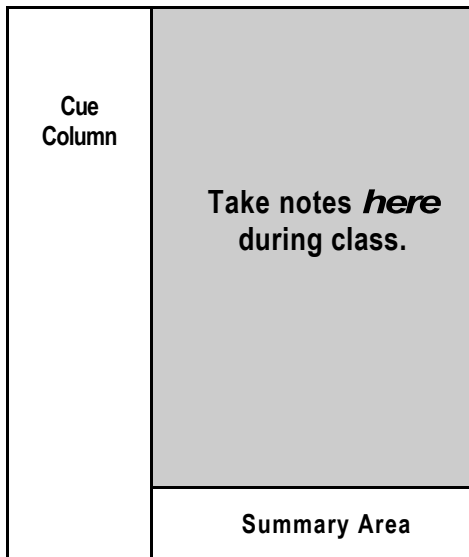 Cue
Column
Take notes here
during class.
Summary Area